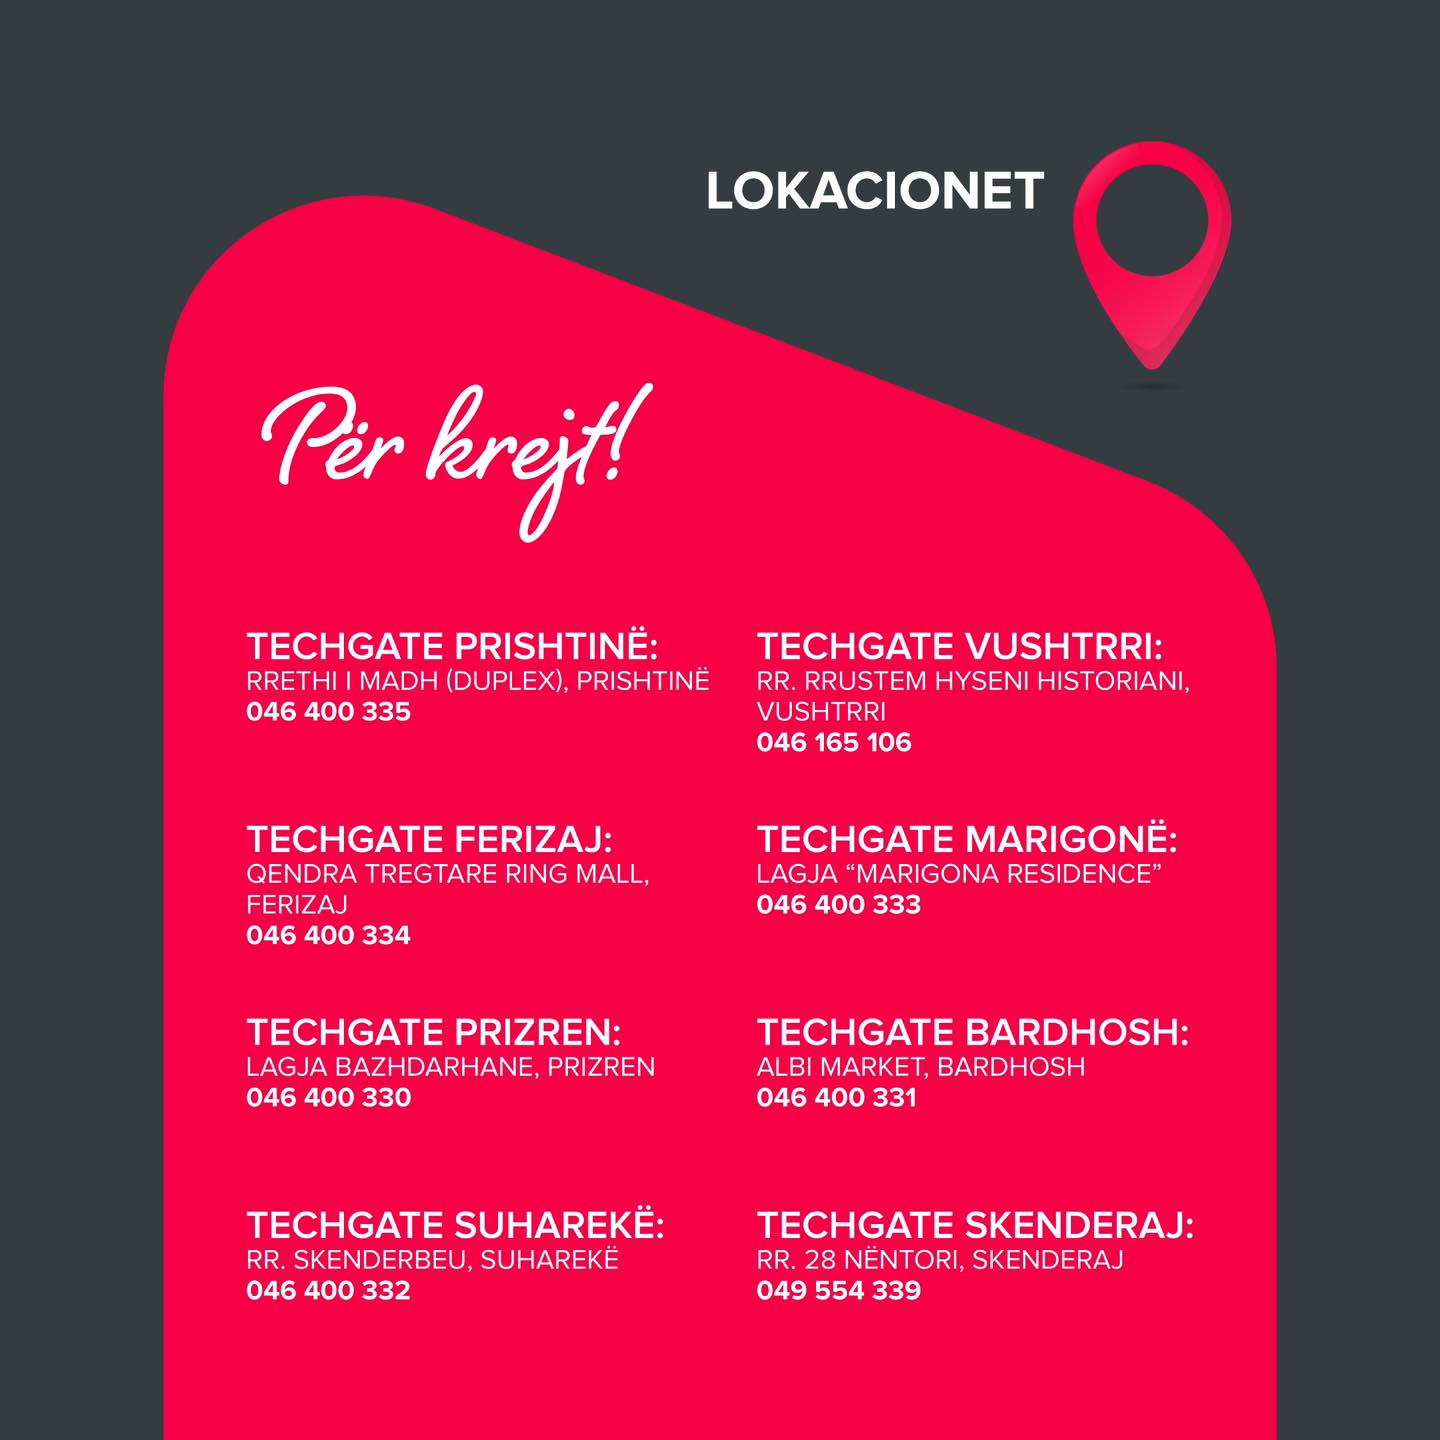 LOKACIONET
Për krejt!
TECHGATE PRISHTINË:
RRETHI I MADH (DUPLEX), PRISHTINË
046 400 335
TECHGATE VUSHTRRI:
RR. RRUSTEM HYSENI HISTORIANI,
VUSHTRRI
046 165 106
TECHGATE FERIZAJ:
QENDRA TREGTARE RING MALL,
FERIZAJ
046 400 334
TECHGATE MARIGONË:
LAGJA “MARIGONA RESIDENCE”
046 400 333
TECHGATE PRIZREN:
LAGJA BAZHDARHANE, PRIZREN
046 400 330
TECHGATE BARDHOSH:
ALBI MARKET, BARDHOSH
046 400 331
TECHGATE SUHAREKË:
RR. SKENDERBEU, SUHAREKË
046 400 332
TECHGATE SKENDERAJ:
RR. 28 NËNTORI, SKENDERAJ
049 554 339